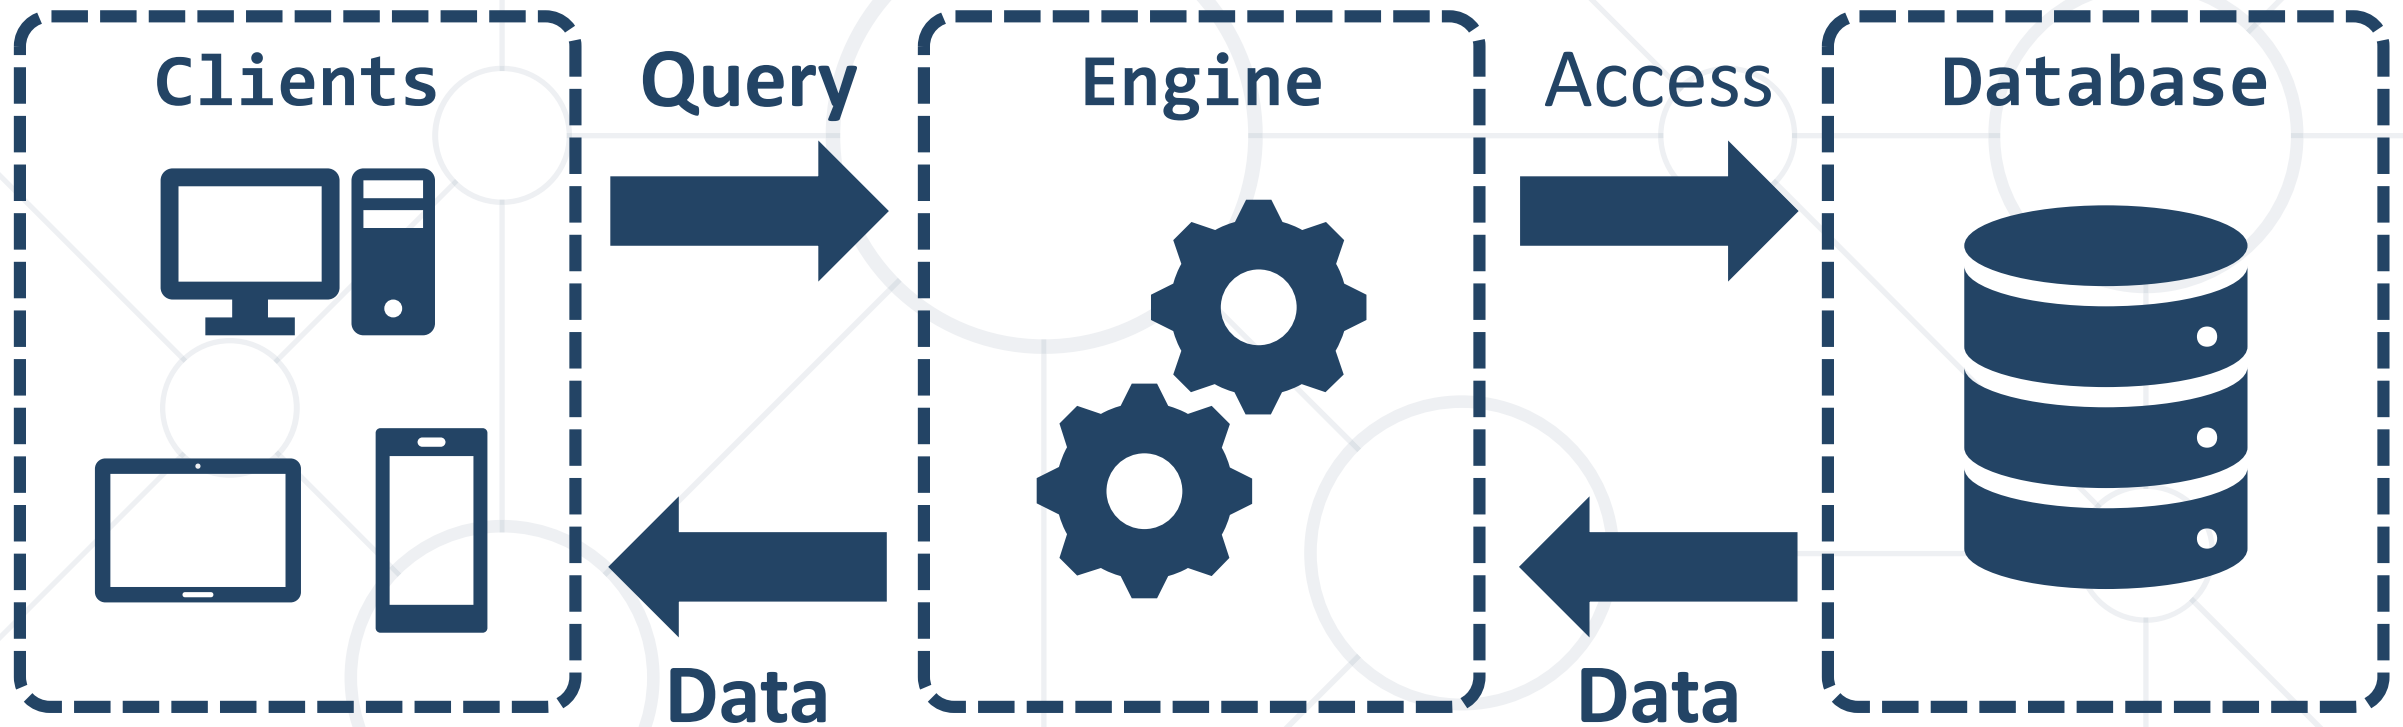 Clients
Query
Engine
Access
Database
Data
Data